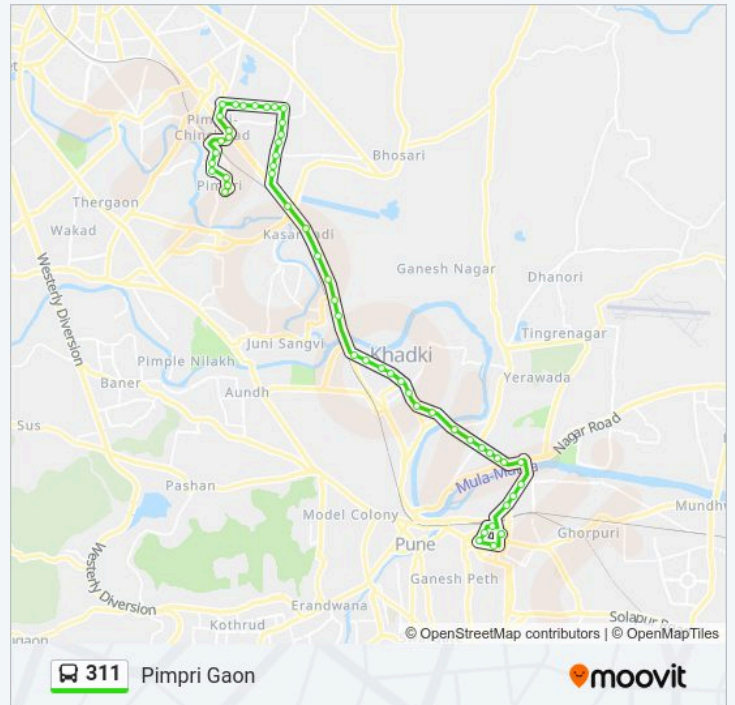 Pimpri-
Chinchwad
Bhosari
Pimpri
Thergaon
Wakad
Kasarwadi
Westerly Diversion
Ganesh Nagar
Dhanori
Tingrenagar
Juni Sangvi
Khadki
Pimple Nilakh
Baner
Aundh
Yerawada
Sus
Nagar Road
Mula-Mutha
Pashan
Model Colony
Mundhw
Pune
Ghorpuri
Westerly Diversion
Ganesh Peth
Erandwana
Kothrud
Solapur
© OpenStreetMap contributors | © OpenMapTiles
311 Pimpri Gaon
moovit